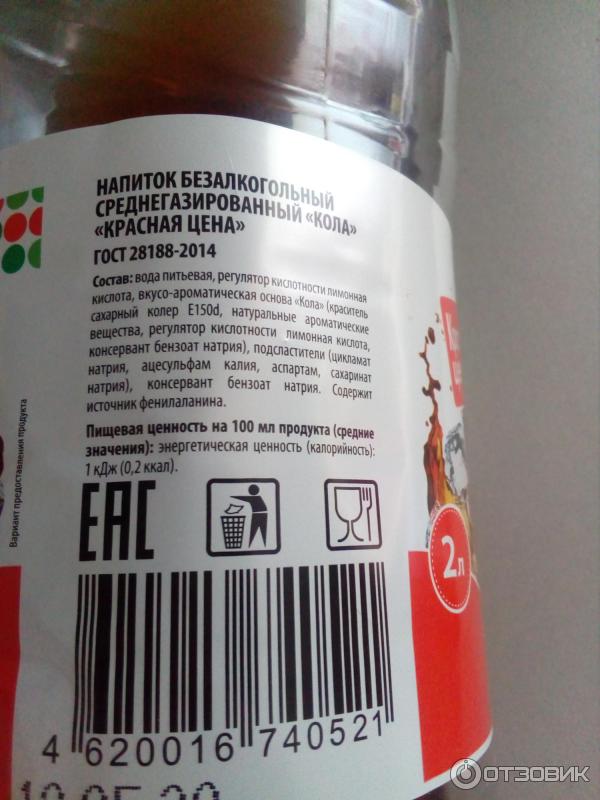 НАПИТОК БЕЗАЛКОГОЛЬНЫЙ
СРЕДНЕГАЗИРОВАННЫЙ «КОЛА»
«КРАСНАЯ ЦЕНА»
ГОСТ 28188-2014
Состав: вода питьевая, регулятор кислотности лимонная
кислота, вкусо-ароматическая основа «Кола» (краситель
сахарный колер Е150d, натуральные ароматические
вещества, регулятор кислотности лимонная кислота,
консервант бензоат натрия), подсластители (цикламат
натрия, ацесульфам калия, аспартам, сахаринат
натрия), консервант бензоат натрия. Содержит
источник фенилаланина.
Пищевая ценность на 100 мл продукта (средние
значения): энергетическая ценность (калорийность):
1 кДж (0,2 ккал).
Вариант предоставления продукта
ЕАС
2 л
4 620016 740521
ОТЗОВИК